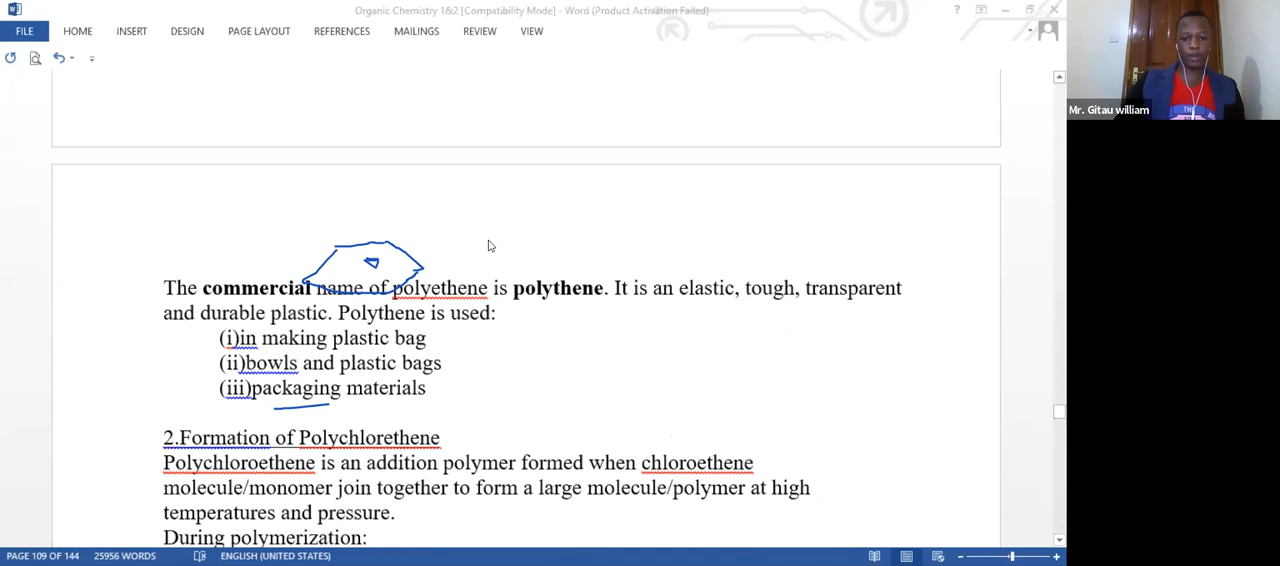 Organic Chemistry 1&2 [Compatibility Mode] - Word (Product Activation Failed)
FILE HOME INSERT DESIGN PAGE LAYOUT REFERENCES MAILINGS REVIEW VIEW
Mr. Gitau william
The commercial name of polyethene is polythene. It is an elastic, tough, transparent
and durable plastic. Polythene is used:
(i)in making plastic bag
(ii)bowls and plastic bags
(iii)packaging materials
2.Formation of Polychlorethene
Polychloroethene is an addition polymer formed when chloroethene
molecule/monomer join together to form a large molecule/polymer at high
temperatures and pressure.
During polymerization:
PAGE 109 OF 144 25956 WORDS ENGLISH (UNITED STATES)